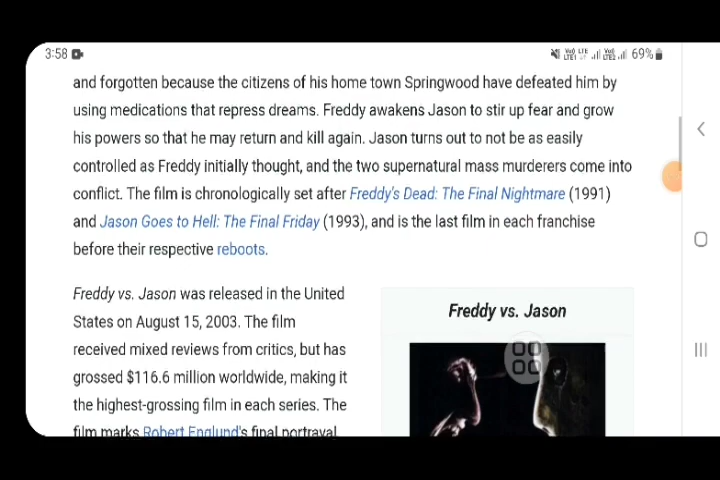 3:58
Vo) LTE Vo)
LTE1 LTE2 69%
and forgotten because the citizens of his home town Springwood have defeated him by
using medications that repress dreams. Freddy awakens Jason to stir up fear and grow
his powers so that he may return and kill again. Jason turns out to not be as easily
controlled as Freddy initially thought, and the two supernatural mass murderers come into
conflict. The film is chronologically set after Freddy's Dead: The Final Nightmare (1991)
and Jason Goes to Hell: The Final Friday (1993), and is the last film in each franchise
before their respective reboots.
Freddy vs. Jason was released in the United
States on August 15, 2003. The film
received mixed reviews from critics, but has
grossed $116.6 million worldwide, making it
the highest-grossing film in each series. The
film marks Robert Englund's final portrayal
Freddy vs. Jason